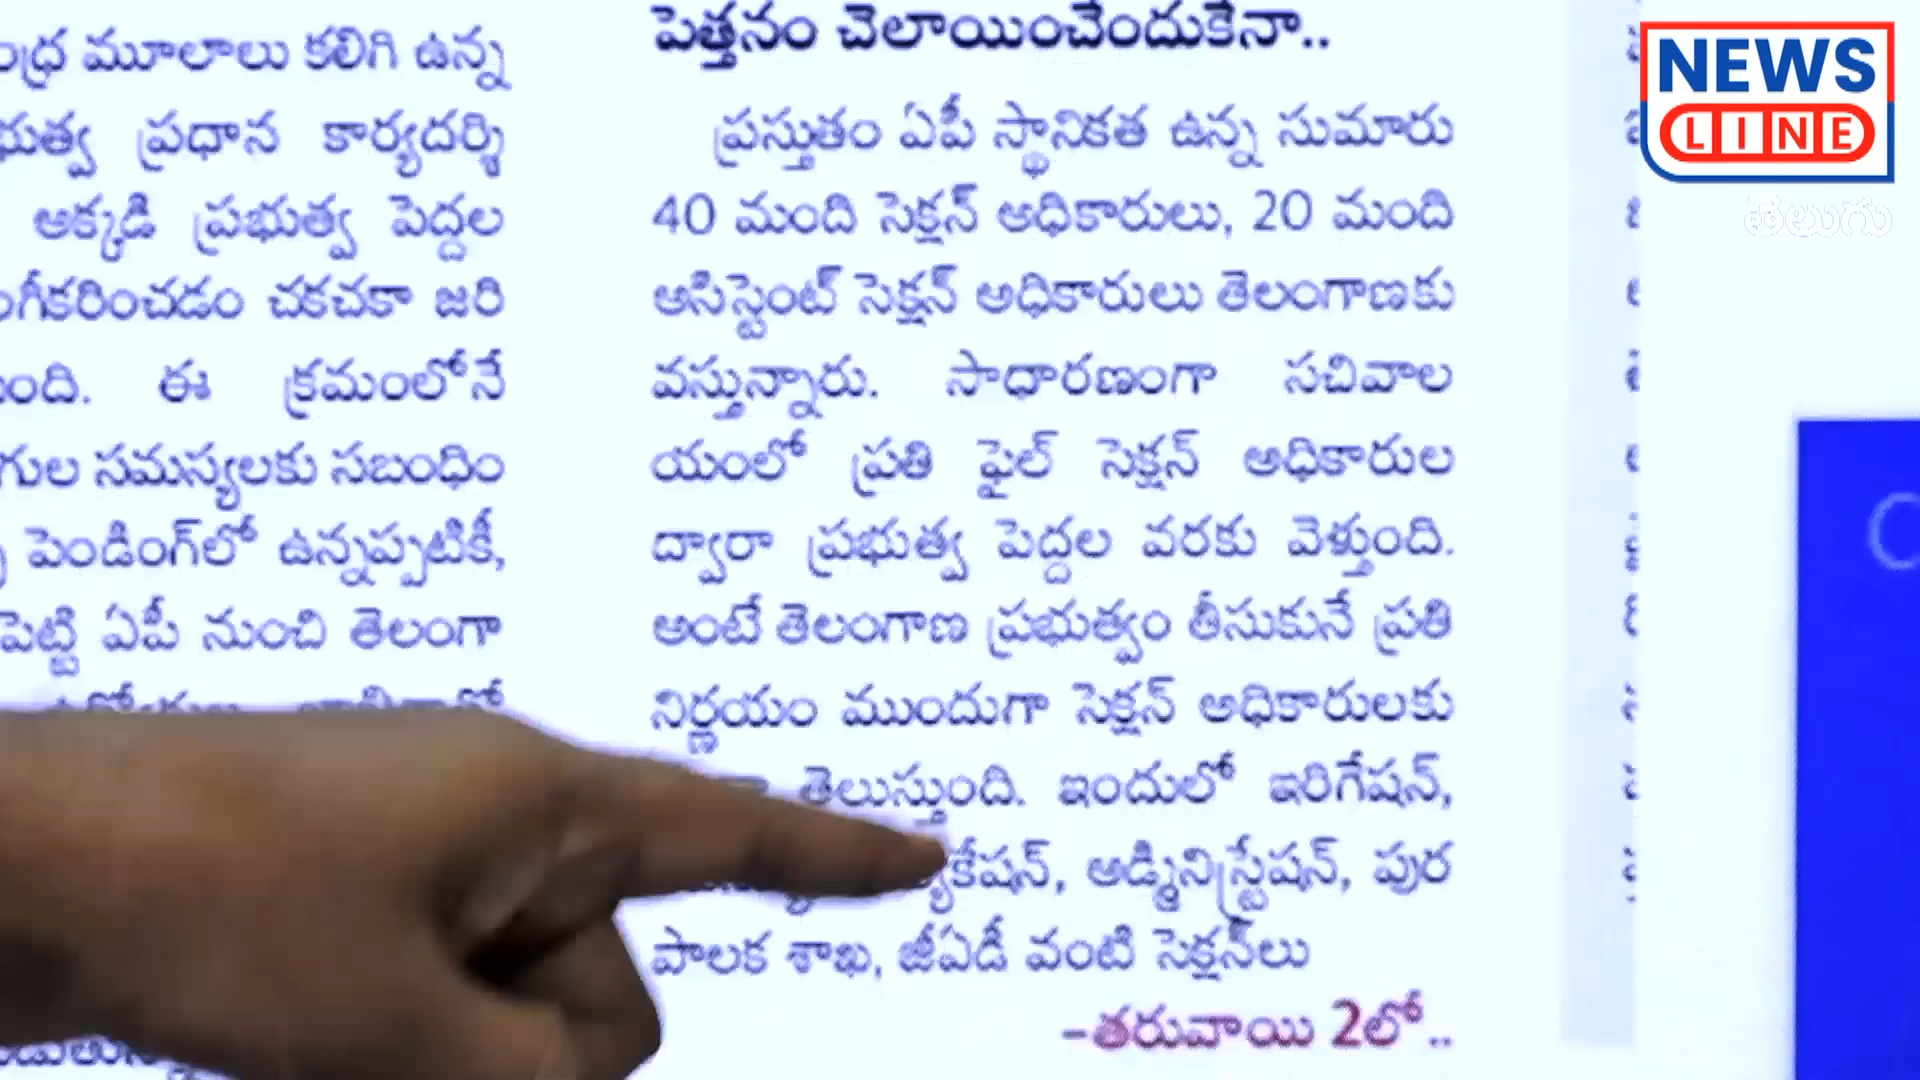 ంధ్ర మూలాలు కలిగి ఉన్న
భుత్వ ప్రధాన కార్యదర్శి
అక్కడి ప్రభుత్వ పెద్దల
ంగీకరించడం చకచకా జరి
ంది. ఈ క్రమంలోనే
గుల సమస్యలకు సబంధిం
పెండింగ్‌లో ఉన్నప్పటికీ,
పెట్టి ఏపీ నుంచి తెలంగా
పెత్తనం చెలాయించేందుకేనా..
ప్రస్తుతం ఏపీ స్థానికత ఉన్న సుమారు
40 మంది సెక్షన్ అధికారులు, 20 మంది
అసిస్టెంట్ సెక్షన్ అధికారులు తెలంగాణకు
వస్తున్నారు. సాధారణంగా సచివాల
యంలో ప్రతి ఫైల్ సెక్షన్ అధికారుల
ద్వారా ప్రభుత్వ పెద్దల వరకు వెళ్తుంది.
అంటే తెలంగాణ ప్రభుత్వం తీసుకునే ప్రతి
నిర్ణయం ముందుగా సెక్షన్ అధికారులకు
తెలుస్తుంది. ఇందులో ఇరిగేషన్,
కేషన్, అడ్మినిస్ట్రేషన్, పుర
పాలక శాఖ, జీఏడీ వంటి సెక్షన్‌లు
–తరువాయి 2లో..
NEWS
LINE
తెలుగు